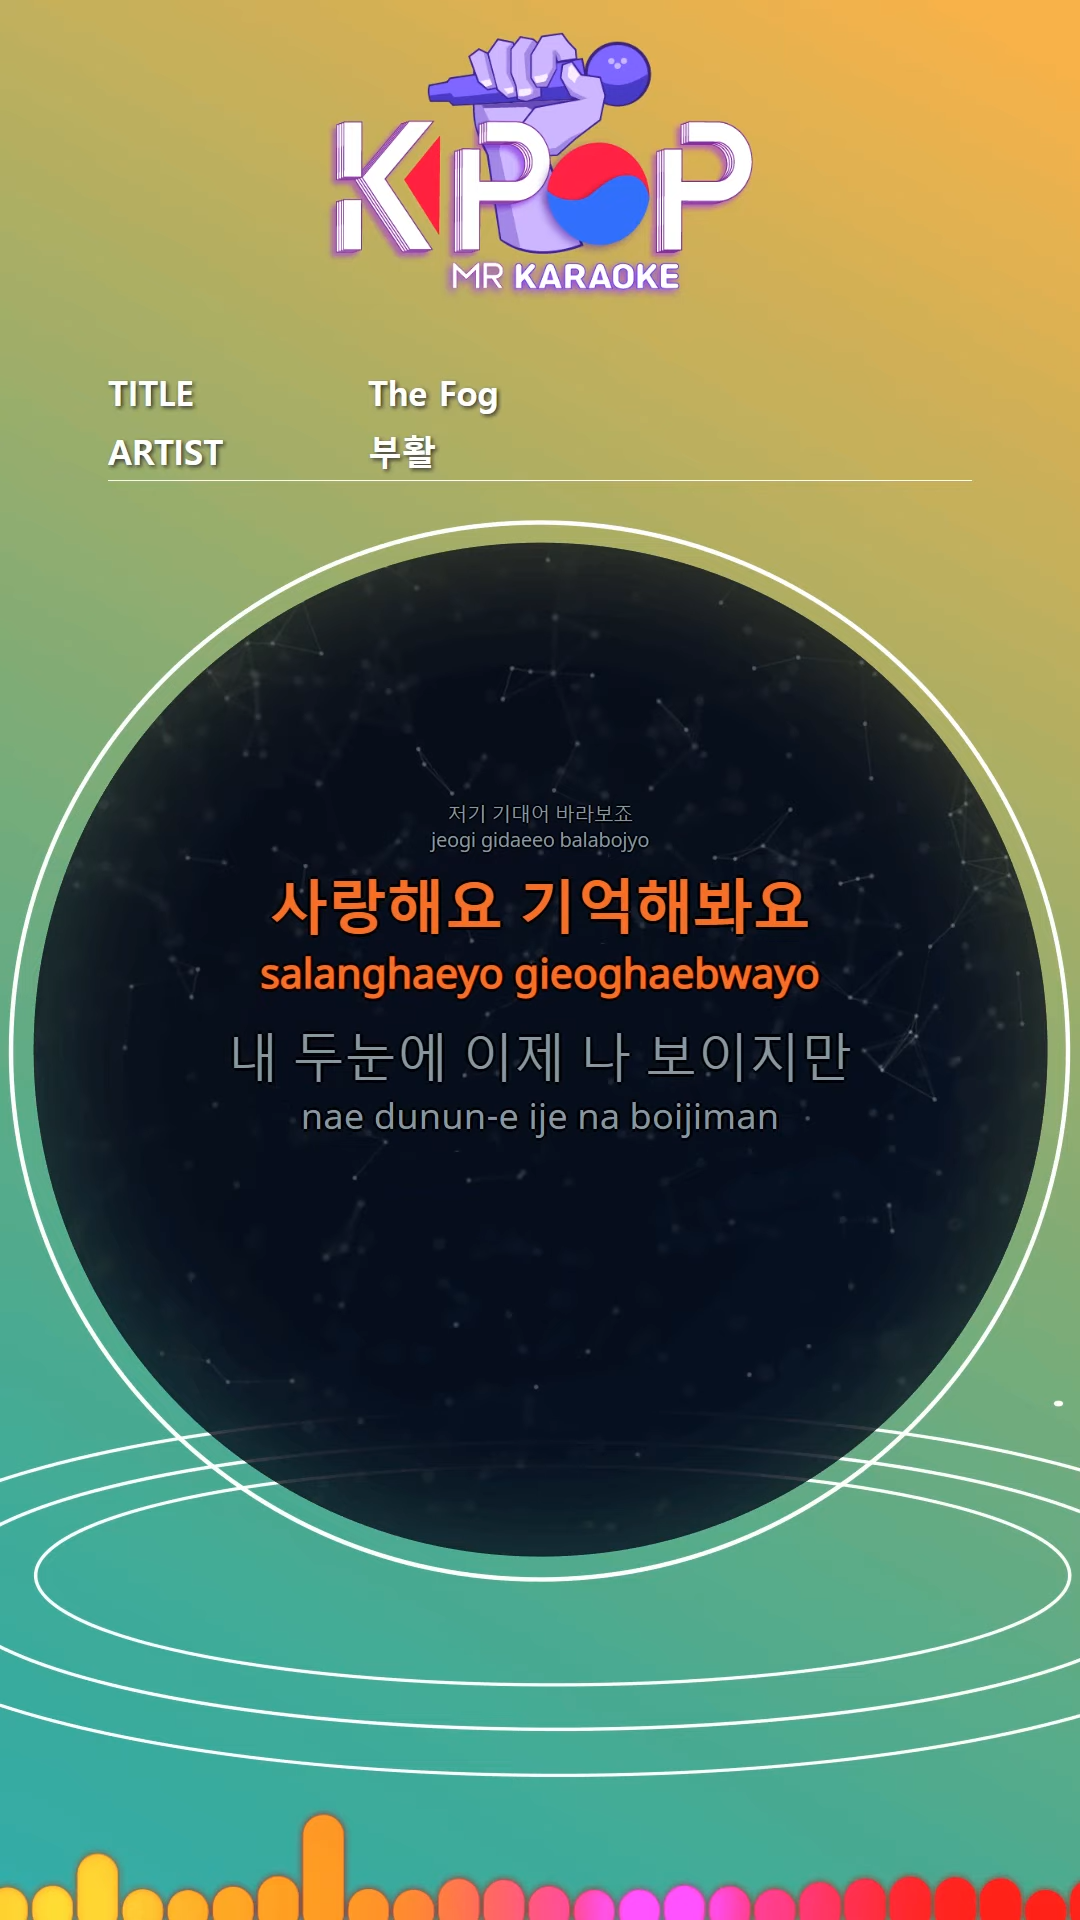 KPOP
MR KARAOKE
TITLE The Fog
ARTIST 부활
저기 기대어 바라보죠
jeogi gidaeeo balabojyo
사랑해요 기억해봐요
salanghaeyo gieoghaebwayo
내 두눈에 이제 나 보이지만
nae dunun-e ije na boijiman